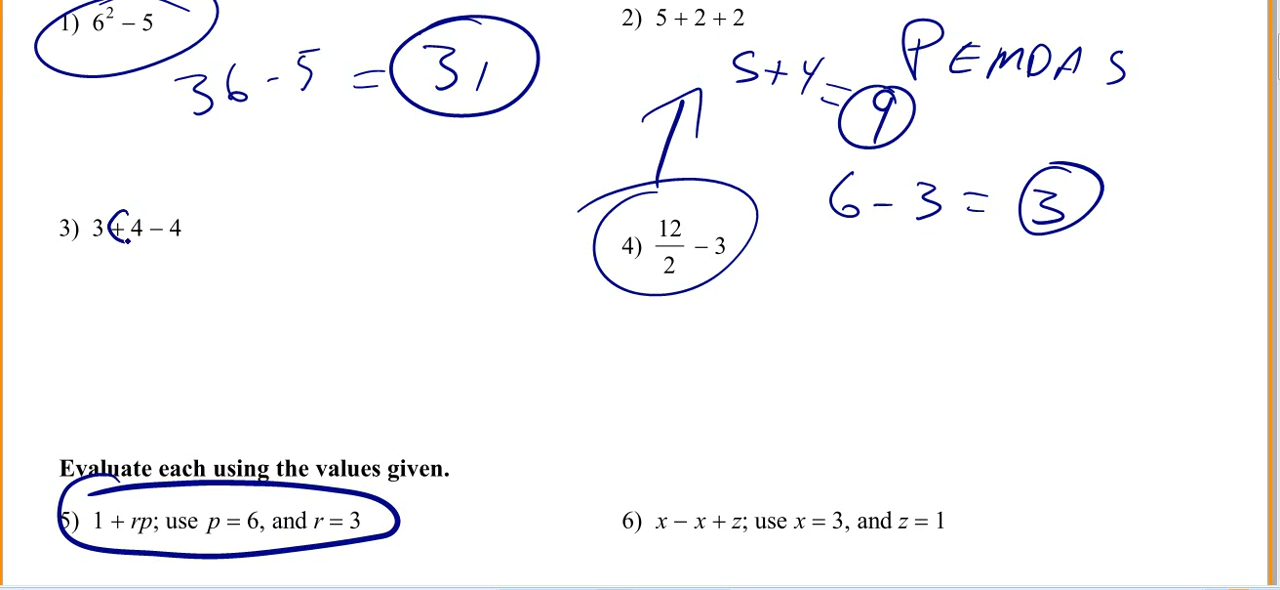 1) 6² – 5
36 - 5 = 31
2) 5 + 2 + 2
PEMDAS
5+4=9
6 - 3 = 3
3) 3 + 4 – 4
4) 12/2 – 3
Evaluate each using the values given.
5) 1 + rp; use p = 6, and r = 3
6) x – x + z; use x = 3, and z = 1